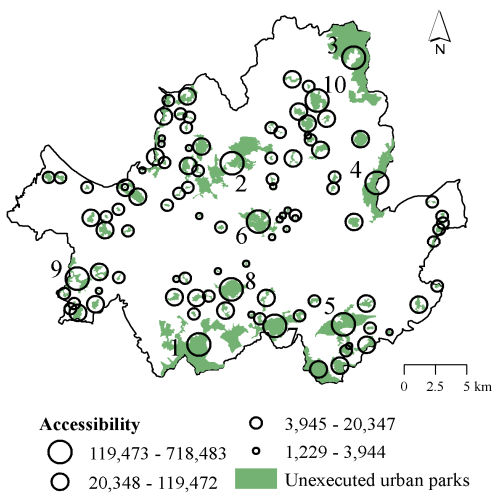 N
3
10
4
2
6
9
8
5
1
0 2.5 5 km
Accessibility
119,473 - 718,483
20,348 - 119,472
3,945 - 20,347
1,229 - 3,944
Unexecuted urban parks